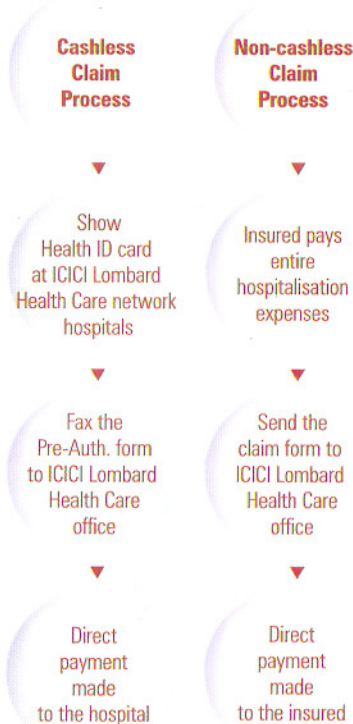 Cashless
Claim
Process
Show
Health ID card
at ICICI Lombard
Health Care network
hospitals
Fax the
Pre-Auth. form
to ICICI Lombard
Health Care
office
Direct
payment
made
to the hospital
Non-cashless
Claim
Process
Insured pays
entire
hospitalisation
expenses
Send the
claim form to
ICICI Lombard
Health Care
office
Direct
payment
made
to the insured